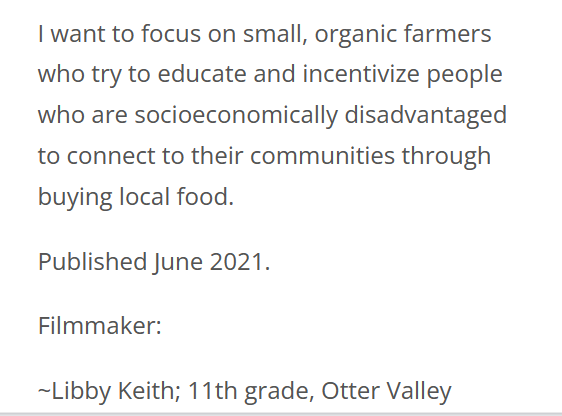 I want to focus on small, organic farmers
who try to educate and incentivize people
who are socioeconomically disadvantaged
to connect to their communities through
buying local food.
Published June 2021.
Filmmaker:
~Libby Keith; 11th grade, Otter Valley